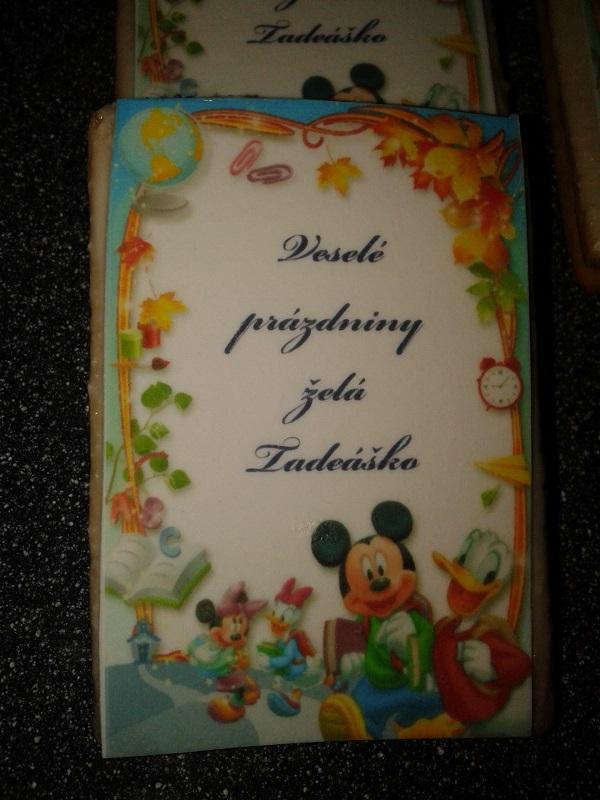 Tadeáško
Veselé
prázdniny
želá
Tadeáško